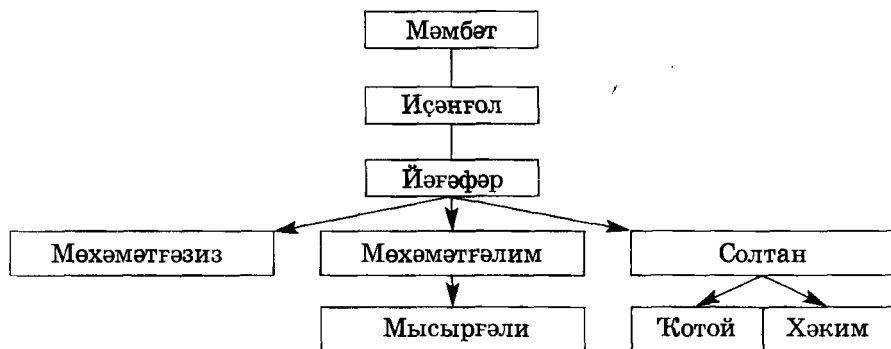 Мәмбәт
Иҫәнғол
Йәғәфәр
Мөхәмәтғәзиз Мөхәмәтғәлим Солтан
Мысырғәли Ҡотой Хәким